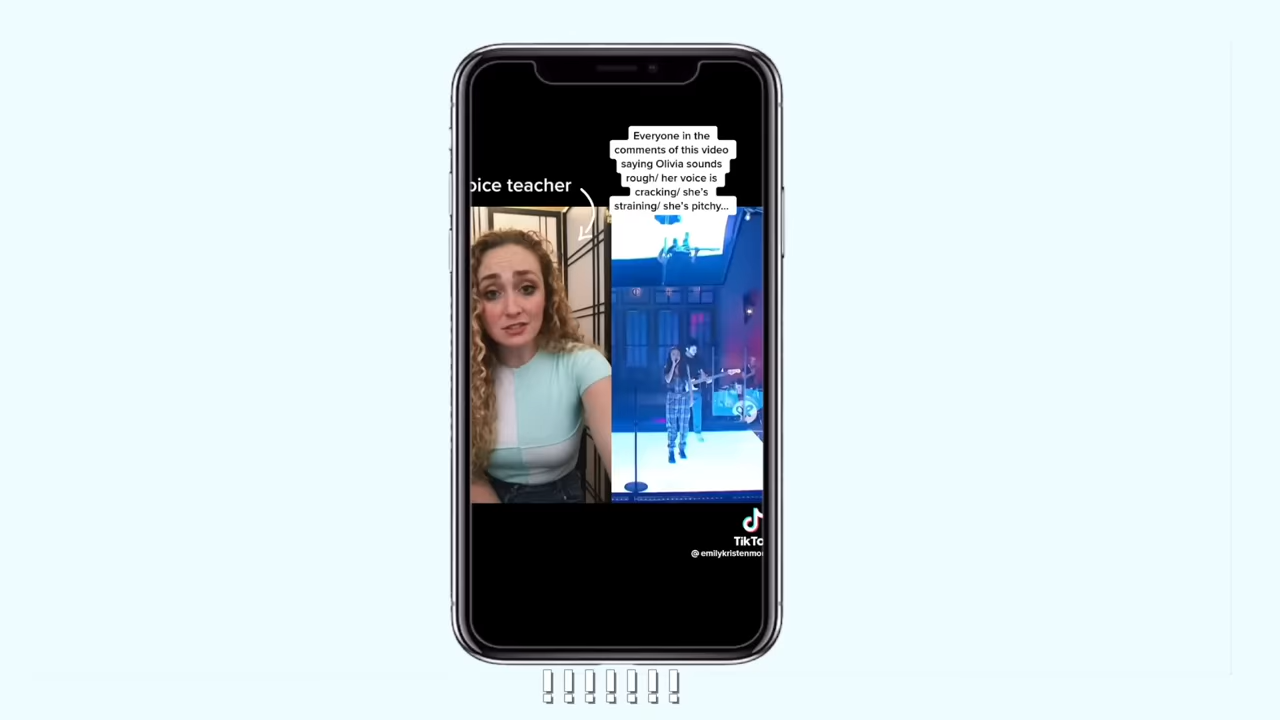 Everyone in the
comments of this video
saying Olivia sounds
rough/ her voice is
cracking/ she's
straining/ she's pitchy...
oice teacher
TikTo
@ emilykristenmo
!!!!!!!